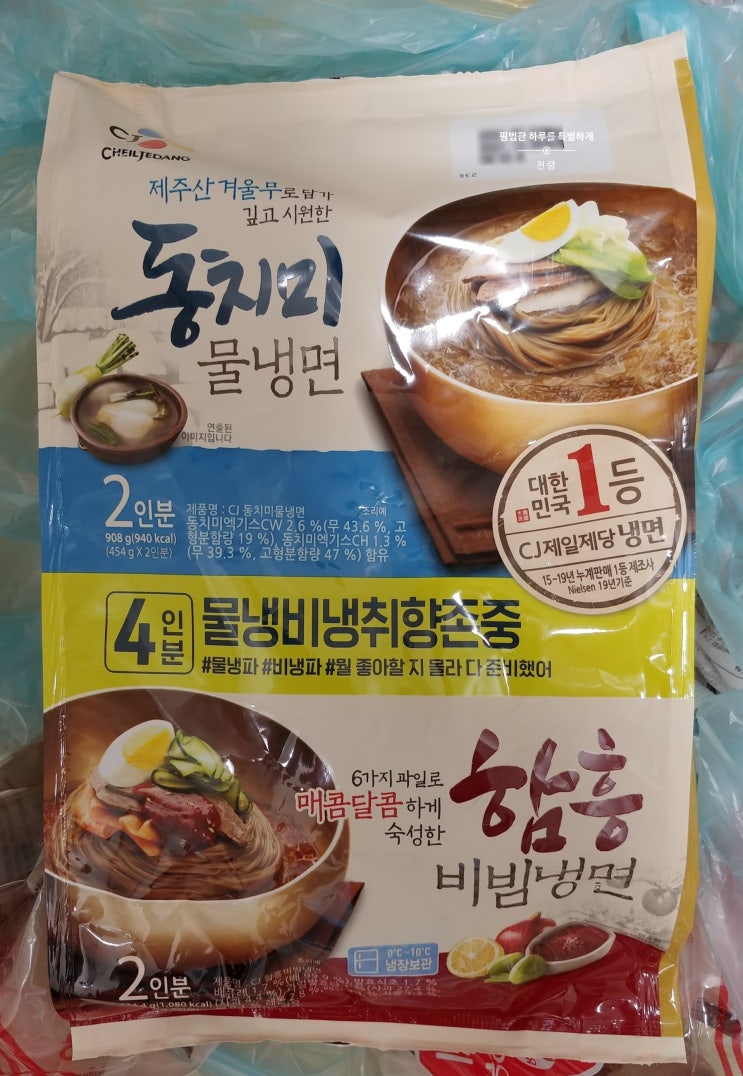 평범한 하루를 특별하게
천령
CJ
CHEILJEDANG
제주산 겨울무로 담가
깊고 시원한
동치미
물냉면
연출된
이미지입니다
대한
민국
1등
CJ제일제당 냉면
15~19년 누계판매 1등 제조사
Nielsen 19년기준
2인분
908 g(940 kcal)
(454 g X 2인분)
조리예
제품명 : CJ 동치미물냉면
동치미엑기스CW 2.6 %(무 43.6 %, 고
형분함량 19 %), 동치미엑기스CH 1.3 %
(무 39.3 %, 고형분함량 47 %) 함유
4인분
물냉비냉취향존중
#물냉파 #비냉파 #뭘 좋아할 지 몰라 다 준비했어
6가지 과일로
매콤달콤하게
숙성한
함흥
비빔냉면
0℃~10℃
냉장보관
조리예
2인분
(1,080 kcal)